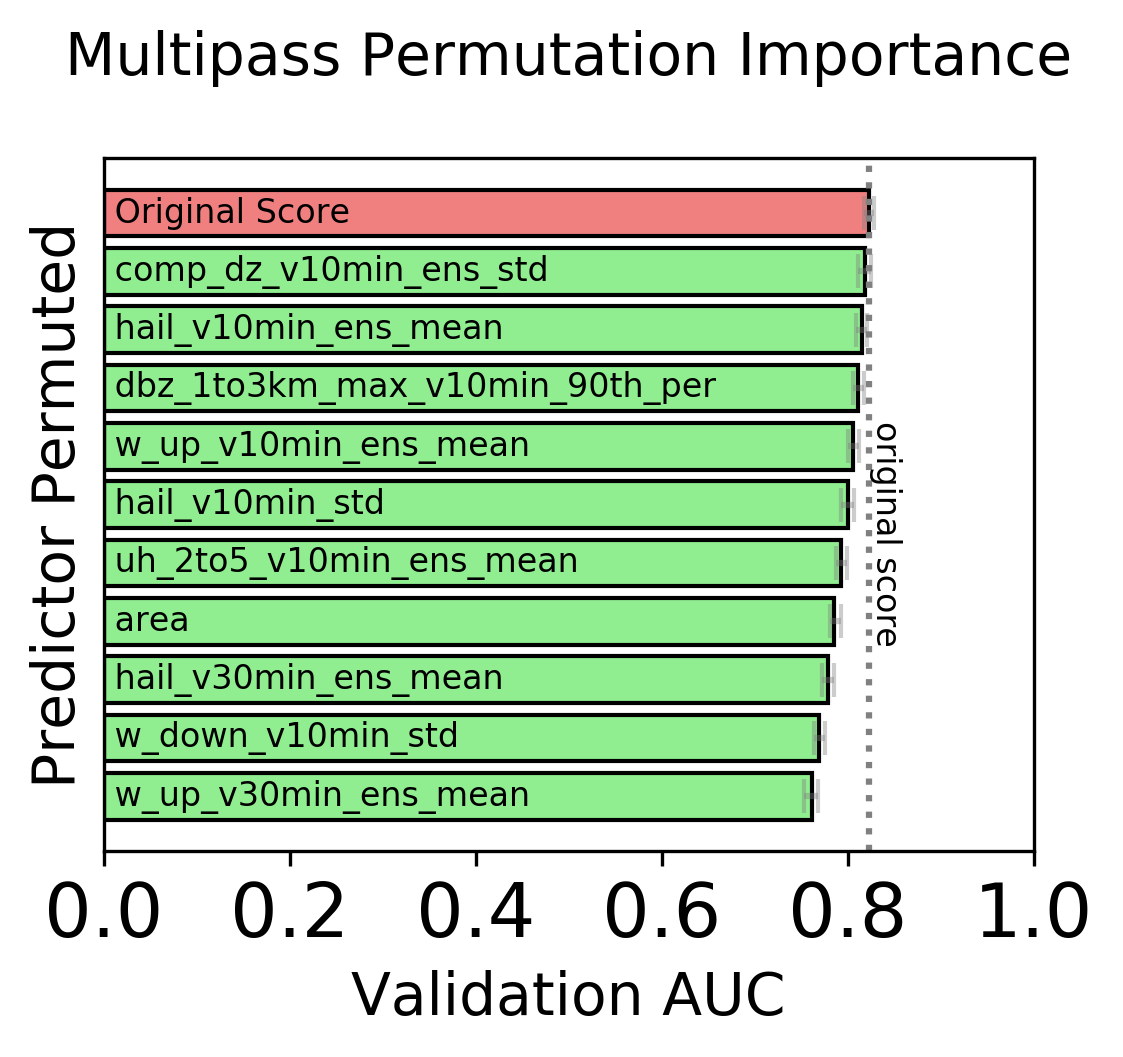 Multipass Permutation Importance
Predictor Permuted
Original Score
comp_dz_v10min_ens_std
hail_v10min_ens_mean
dbz_1to3km_max_v10min_90th_per
w_up_v10min_ens_mean
hail_v10min_std
uh_2to5_v10min_ens_mean
area
hail_v30min_ens_mean
w_down_v10min_std
w_up_v30min_ens_mean
original score
0.0 0.2 0.4 0.6 0.8 1.0
Validation AUC